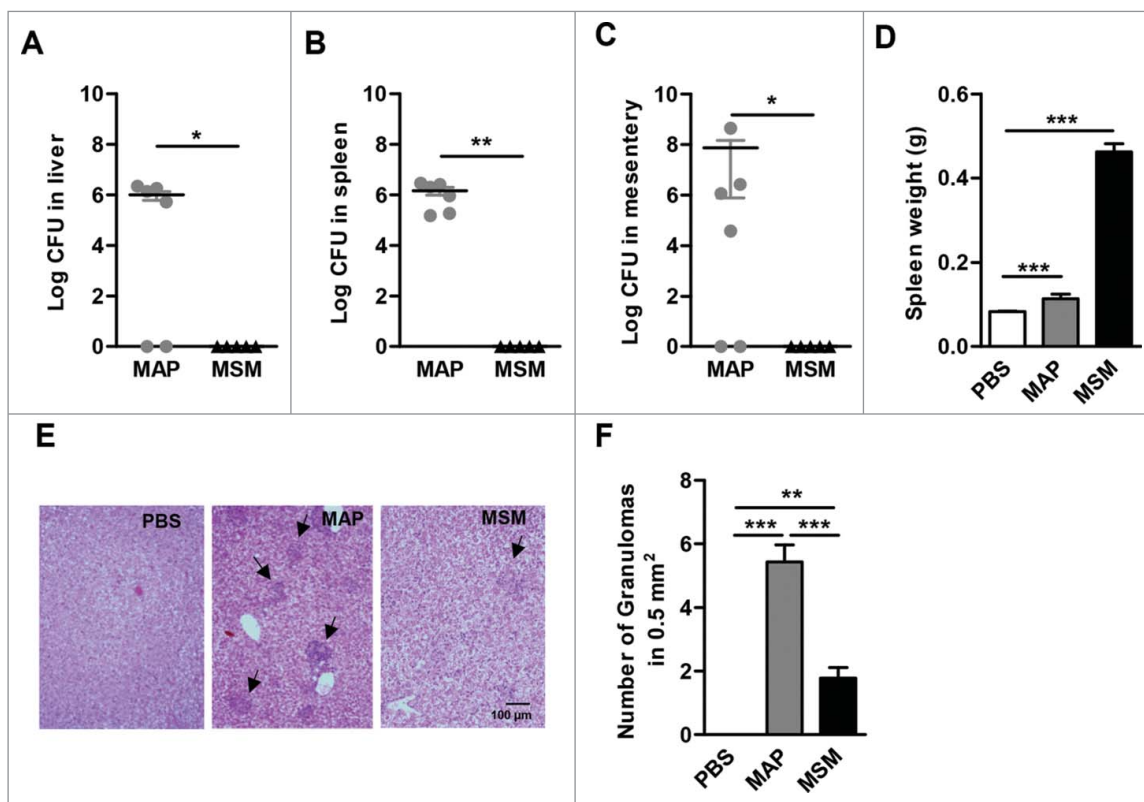 A
Log CFU in liver
10
8
6
4
2
0
*
MAP MSM
B
Log CFU in spleen
10
8
6
4
2
0
**
MAP MSM
C
Log CFU in mesentery
10
8
6
4
2
0
*
MAP MSM
D
Spleen weight (g)
0.6
0.4
0.2
0.0
***
***
PBS MAP MSM
E
PBS MAP MSM
100 µm
F
Number of Granulomas
in 0.5 mm²
8
6
4
2
0
**
*** ***
PBS MAP MSM